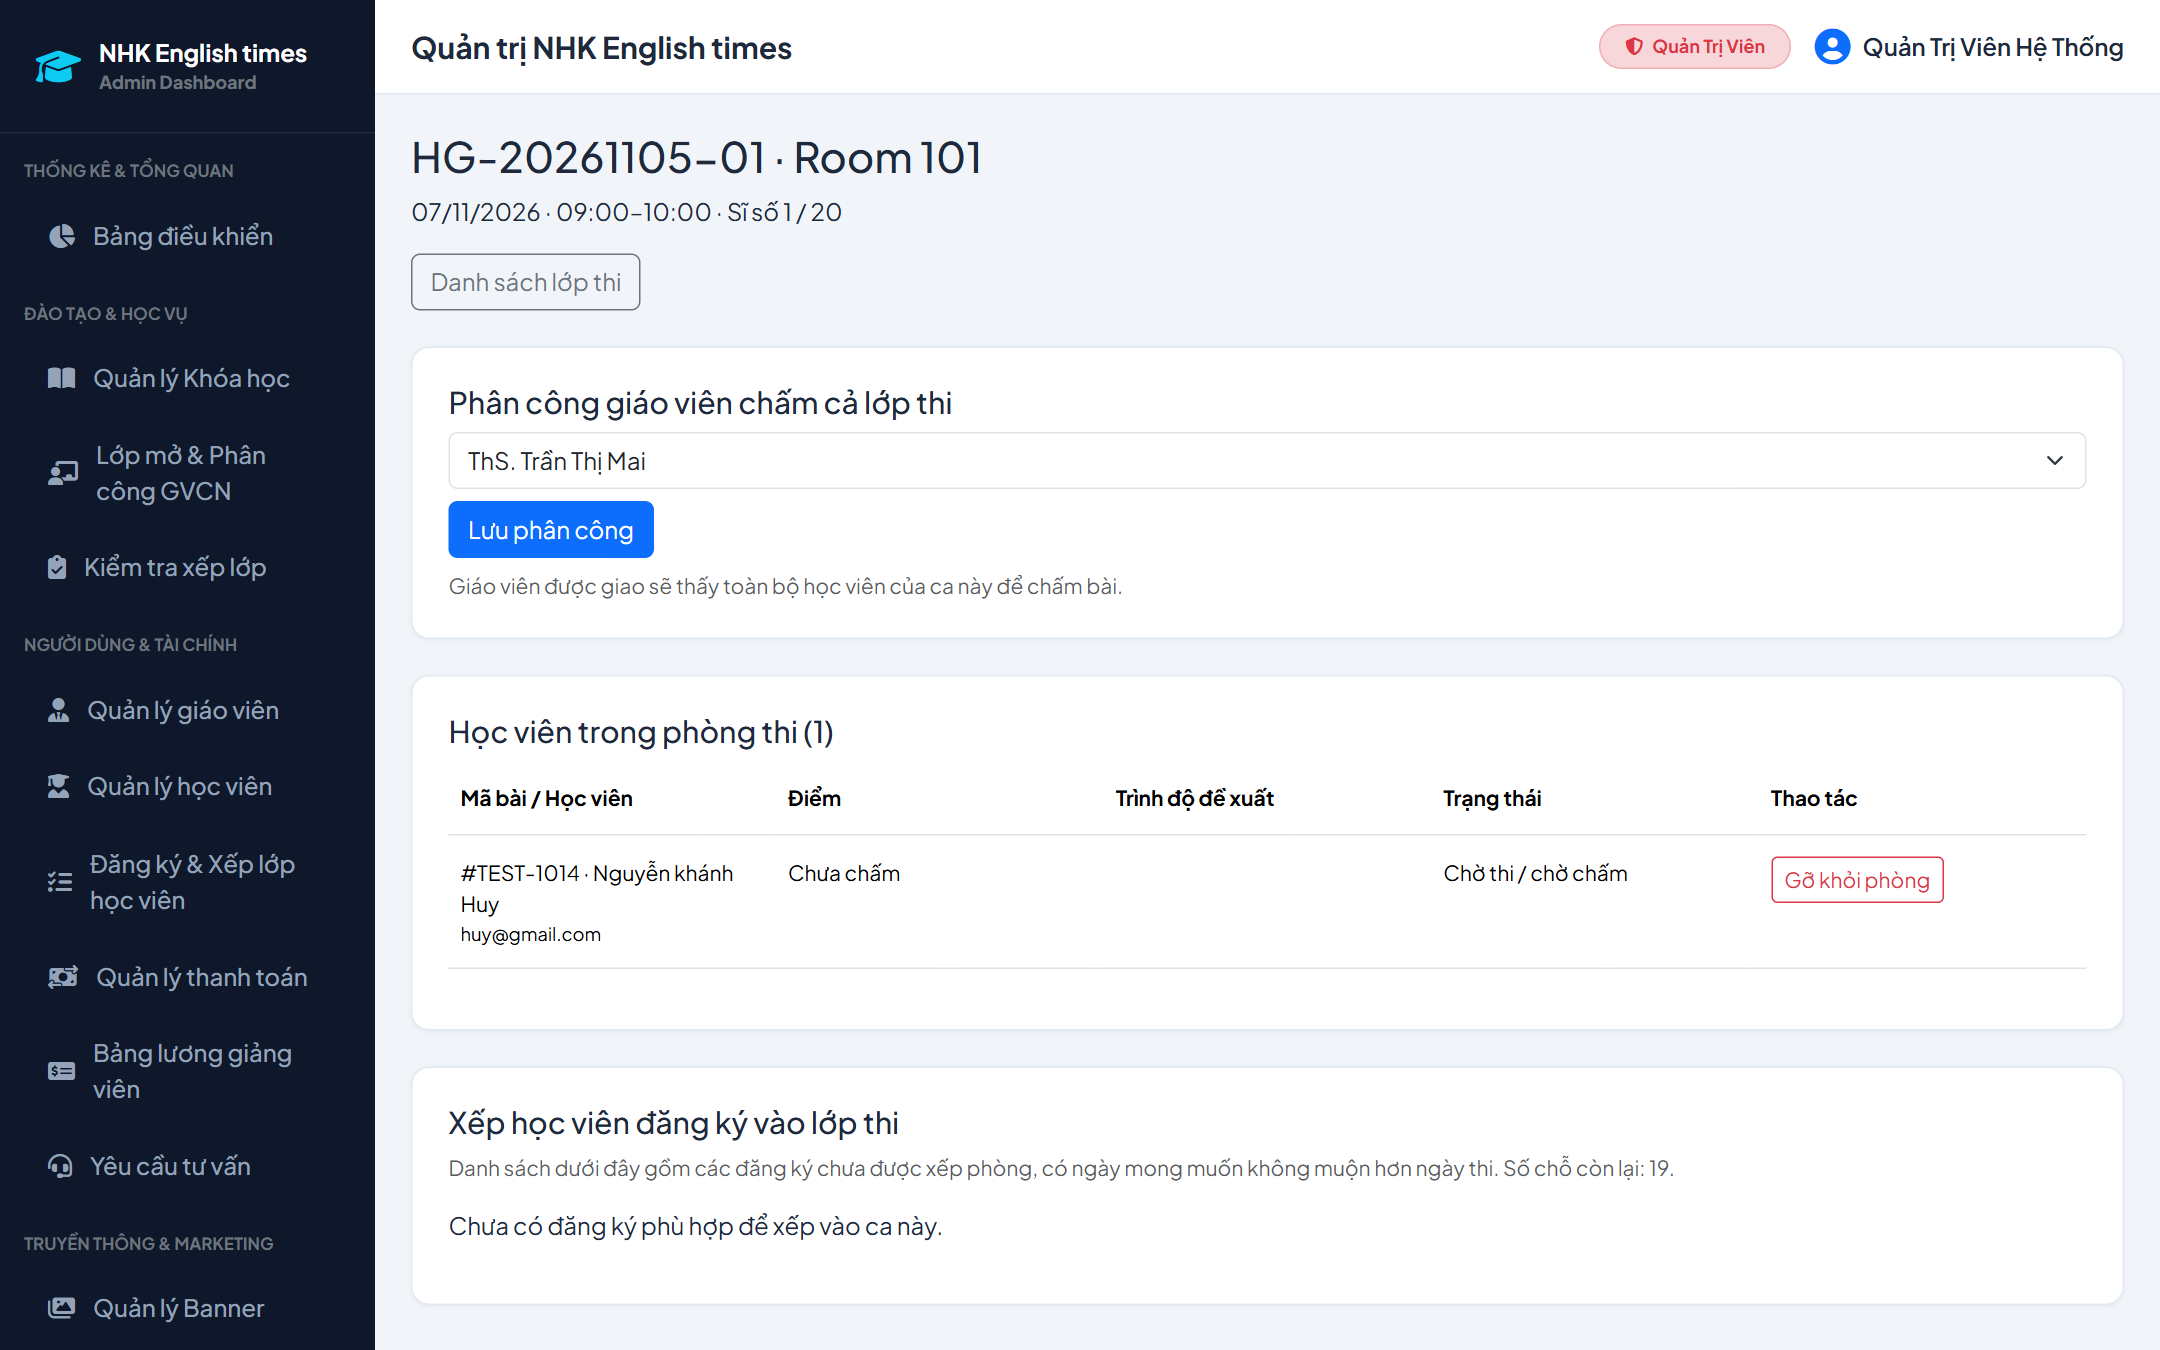 NHK English times
Admin Dashboard
THỐNG KÊ & TỔNG QUAN
Bảng điều khiển
ĐÀO TẠO & HỌC VỤ
Quản lý Khóa học
Lớp mở & Phân
công GVCN
Kiểm tra xếp lớp
NGƯỜI DÙNG & TÀI CHÍNH
Quản lý giáo viên
Quản lý học viên
Đăng ký & Xếp lớp
học viên
Quản lý thanh toán
Bảng lương giảng
viên
Yêu cầu tư vấn
TRUYỀN THÔNG & MARKETING
Quản lý Banner
Quản trị NHK English times
Quản Trị Viên
Quản Trị Viên Hệ Thống
HG-20261105-01 · Room 101
07/11/2026 · 09:00–10:00 · Sĩ số 1 / 20
Danh sách lớp thi
Phân công giáo viên chấm cả lớp thi
ThS. Trần Thị Mai
Lưu phân công
Giáo viên được giao sẽ thấy toàn bộ học viên của ca này để chấm bài.
Học viên trong phòng thi (1)
Mã bài / Học viên Điểm Trình độ đề xuất Trạng thái Thao tác
#TEST-1014 · Nguyễn khánh Chưa chấm Chờ thi / chờ chấm Gỡ khỏi phòng
Huy
huy@gmail.com
Xếp học viên đăng ký vào lớp thi
Danh sách dưới đây gồm các đăng ký chưa được xếp phòng, có ngày mong muốn không muộn hơn ngày thi. Số chỗ còn lại: 19.
Chưa có đăng ký phù hợp để xếp vào ca này.